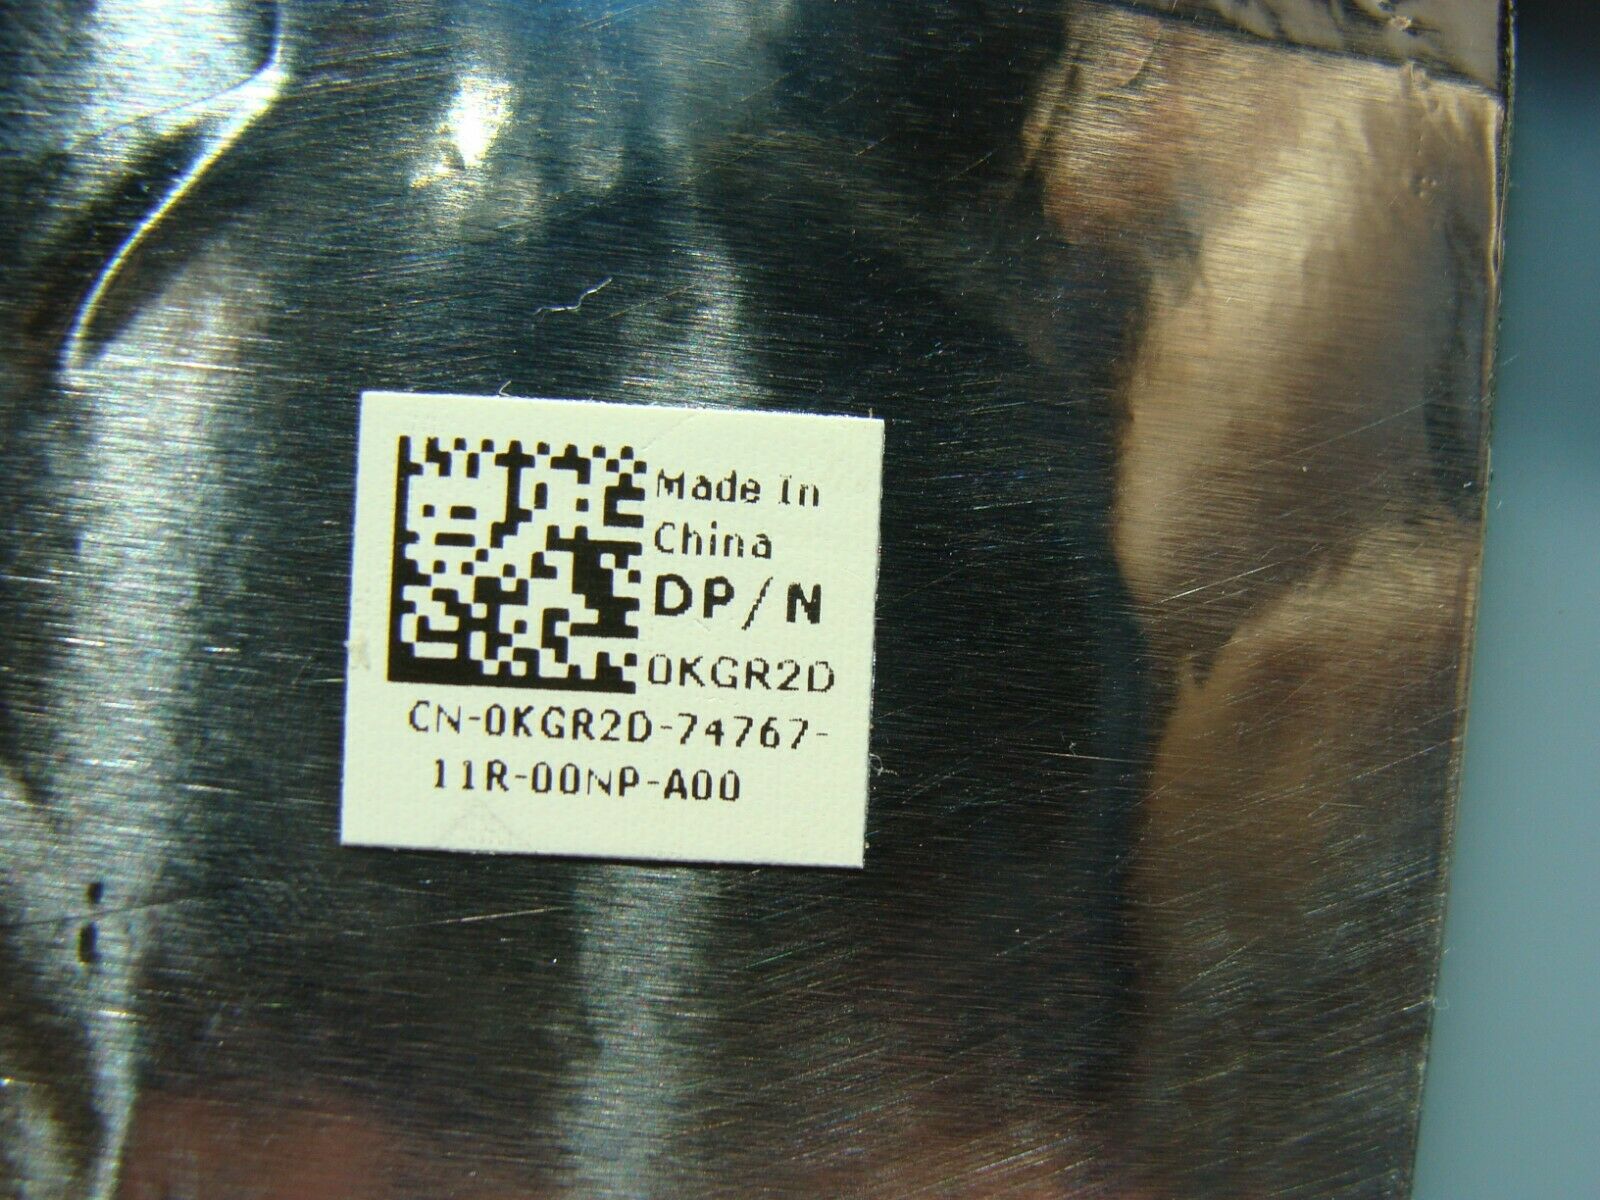 Made In
China
DP/N
0KGR2D
CN-0KGR2D-74767-
11R-00NP-A00